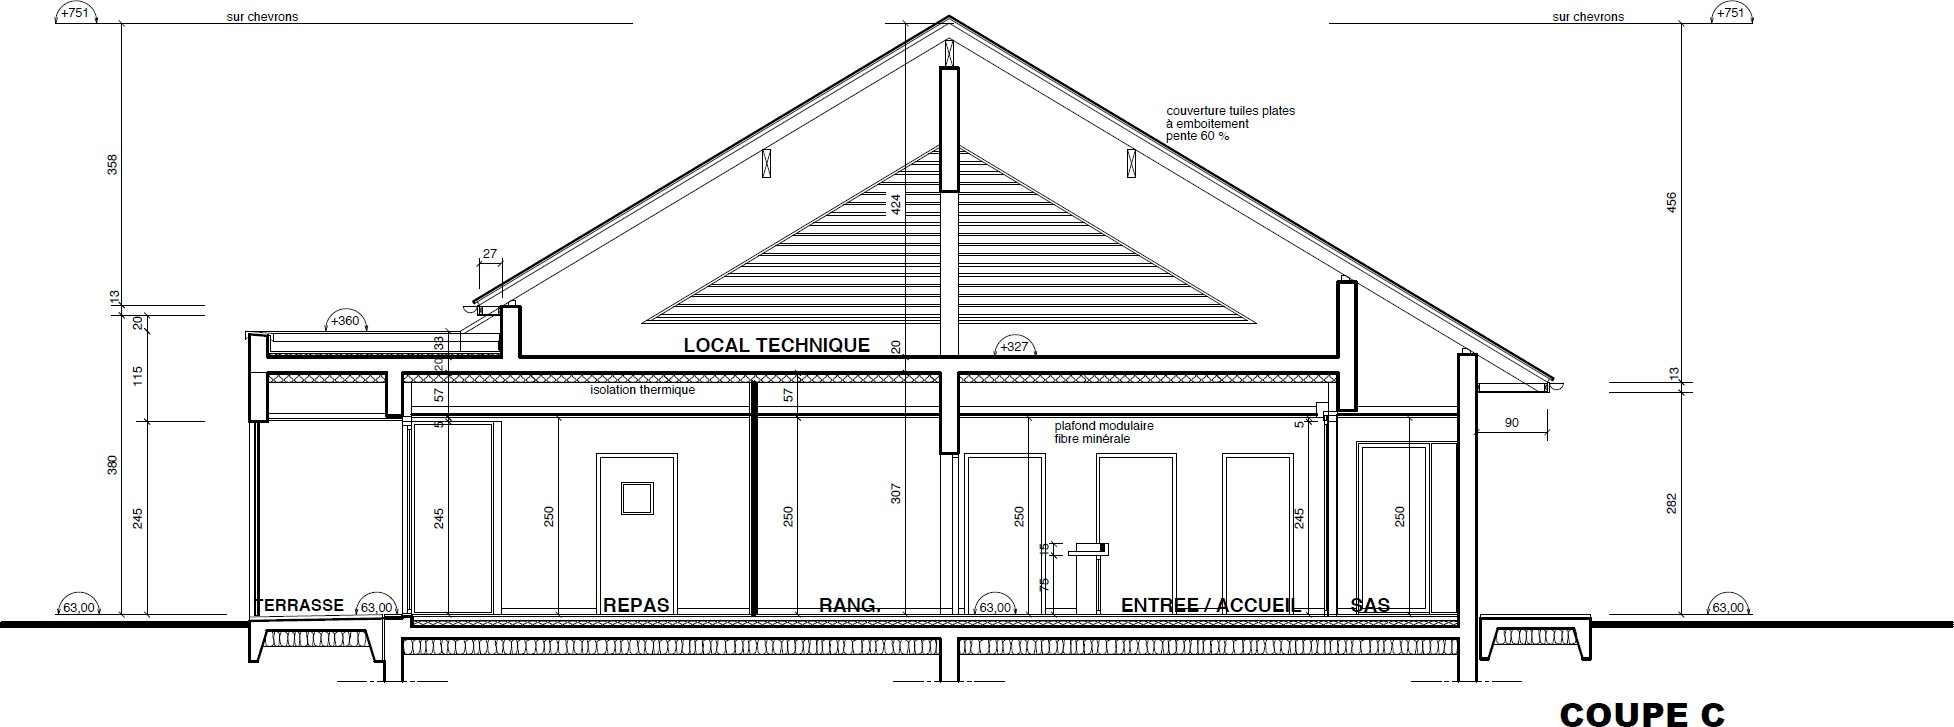 +751
sur chevrons
sur chevrons
+751
couverture tuiles plates
à emboitement
pente 60 %
358
424
456
27
13
20
+360
33
20
LOCAL TECHNIQUE
20
+327
13
115
57
isolation thermique
57
5
plafond modulaire
fibre minérale
5
90
380
245
245
250
250
307
250
245
250
282
15
75
63,00
TERRASSE
63,00
REPAS
RANG.
63,00
ENTREE / ACCUEIL
SAS
63,00
COUPE C